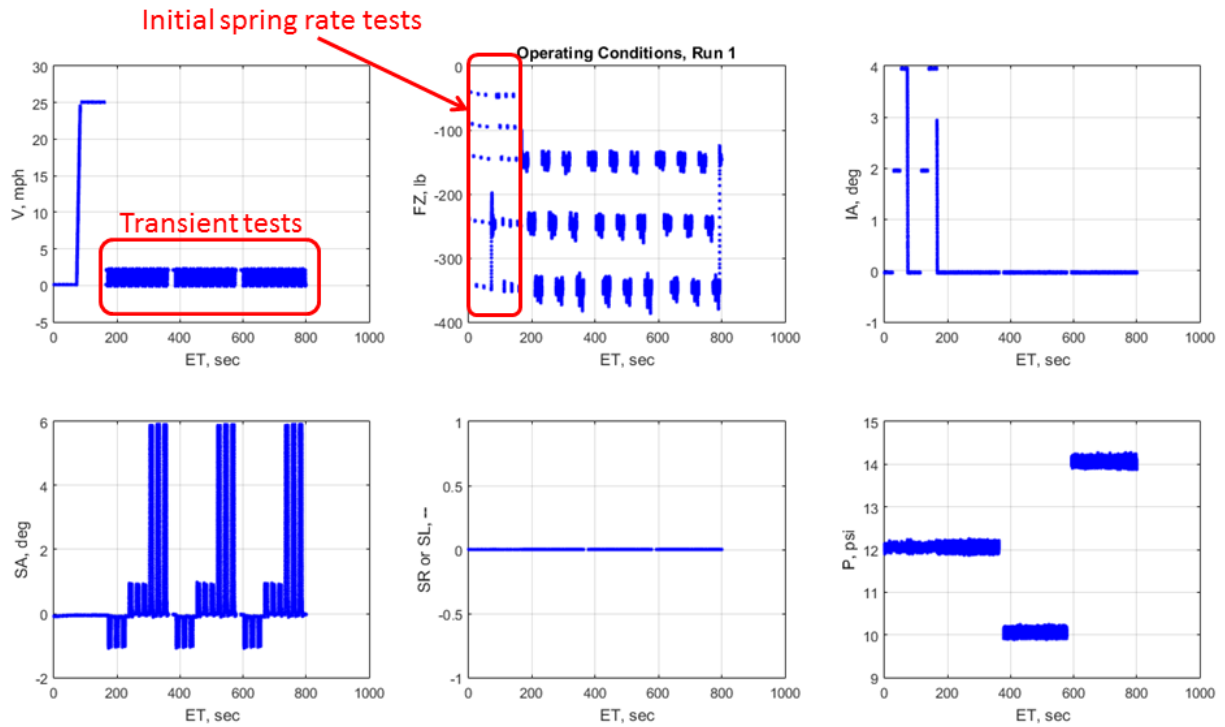 Initial spring rate tests
Operating Conditions, Run 1
30
25
20
15
10
5
0
-5
V, mph
Transient tests
0 200 400 600 800 1000
ET, sec
0
-100
-200
-300
-400
FZ, lb
0 200 400 600 800 1000
ET, sec
4
3
2
1
0
-1
IA, deg
0 200 400 600 800 1000
ET, sec
6
4
2
0
-2
SA, deg
0 200 400 600 800 1000
ET, sec
1
0.5
0
-0.5
-1
SR or SL, --
0 200 400 600 800 1000
ET, sec
15
14
13
12
11
10
9
P, psi
0 200 400 600 800 1000
ET, sec